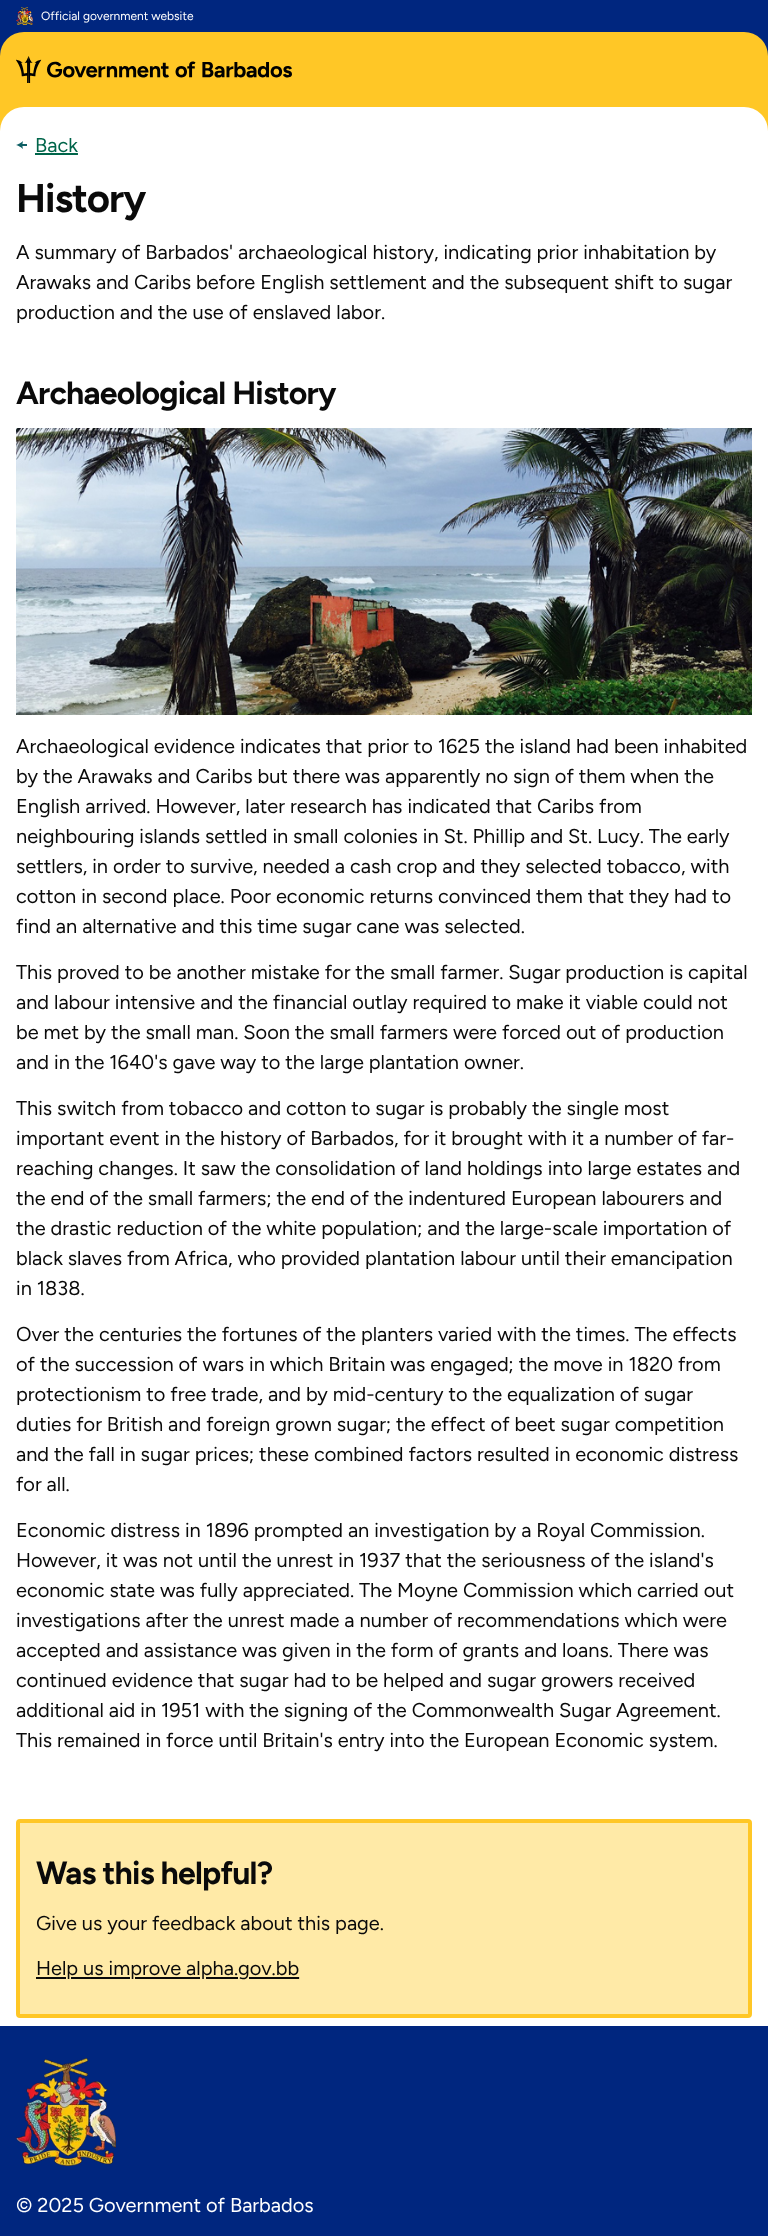 Official government website
Government of Barbados
Back
History
A summary of Barbados' archaeological history, indicating prior inhabitation by
Arawaks and Caribs before English settlement and the subsequent shift to sugar
production and the use of enslaved labor.
Archaeological History
Archaeological evidence indicates that prior to 1625 the island had been inhabited
by the Arawaks and Caribs but there was apparently no sign of them when the
English arrived. However, later research has indicated that Caribs from
neighbouring islands settled in small colonies in St. Phillip and St. Lucy. The early
settlers, in order to survive, needed a cash crop and they selected tobacco, with
cotton in second place. Poor economic returns convinced them that they had to
find an alternative and this time sugar cane was selected.
This proved to be another mistake for the small farmer. Sugar production is capital
and labour intensive and the financial outlay required to make it viable could not
be met by the small man. Soon the small farmers were forced out of production
and in the 1640's gave way to the large plantation owner.
This switch from tobacco and cotton to sugar is probably the single most
important event in the history of Barbados, for it brought with it a number of far-
reaching changes. It saw the consolidation of land holdings into large estates and
the end of the small farmers; the end of the indentured European labourers and
the drastic reduction of the white population; and the large-scale importation of
black slaves from Africa, who provided plantation labour until their emancipation
in 1838.
Over the centuries the fortunes of the planters varied with the times. The effects
of the succession of wars in which Britain was engaged; the move in 1820 from
protectionism to free trade, and by mid-century to the equalization of sugar
duties for British and foreign grown sugar; the effect of beet sugar competition
and the fall in sugar prices; these combined factors resulted in economic distress
for all.
Economic distress in 1896 prompted an investigation by a Royal Commission.
However, it was not until the unrest in 1937 that the seriousness of the island's
economic state was fully appreciated. The Moyne Commission which carried out
investigations after the unrest made a number of recommendations which were
accepted and assistance was given in the form of grants and loans. There was
continued evidence that sugar had to be helped and sugar growers received
additional aid in 1951 with the signing of the Commonwealth Sugar Agreement.
This remained in force until Britain's entry into the European Economic system.
Was this helpful?
Give us your feedback about this page.
Help us improve alpha.gov.bb
PRIDE AND INDUSTRY
© 2025 Government of Barbados